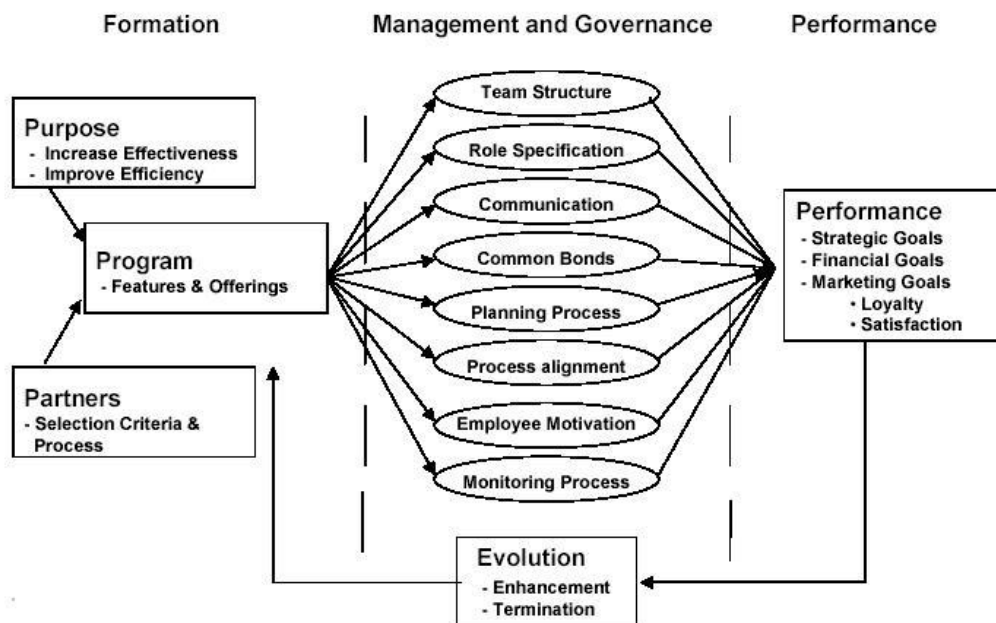 Formation
Management and Governance
Performance
Purpose
- Increase Effectiveness
- Improve Efficiency
Program
- Features & Offerings
Partners
- Selection Criteria &
Process
Team Structure
Role Specification
Communication
Common Bonds
Planning Process
Process alignment
Employee Motivation
Monitoring Process
Performance
- Strategic Goals
- Financial Goals
- Marketing Goals
• Loyalty
• Satisfaction
Evolution
- Enhancement
- Termination